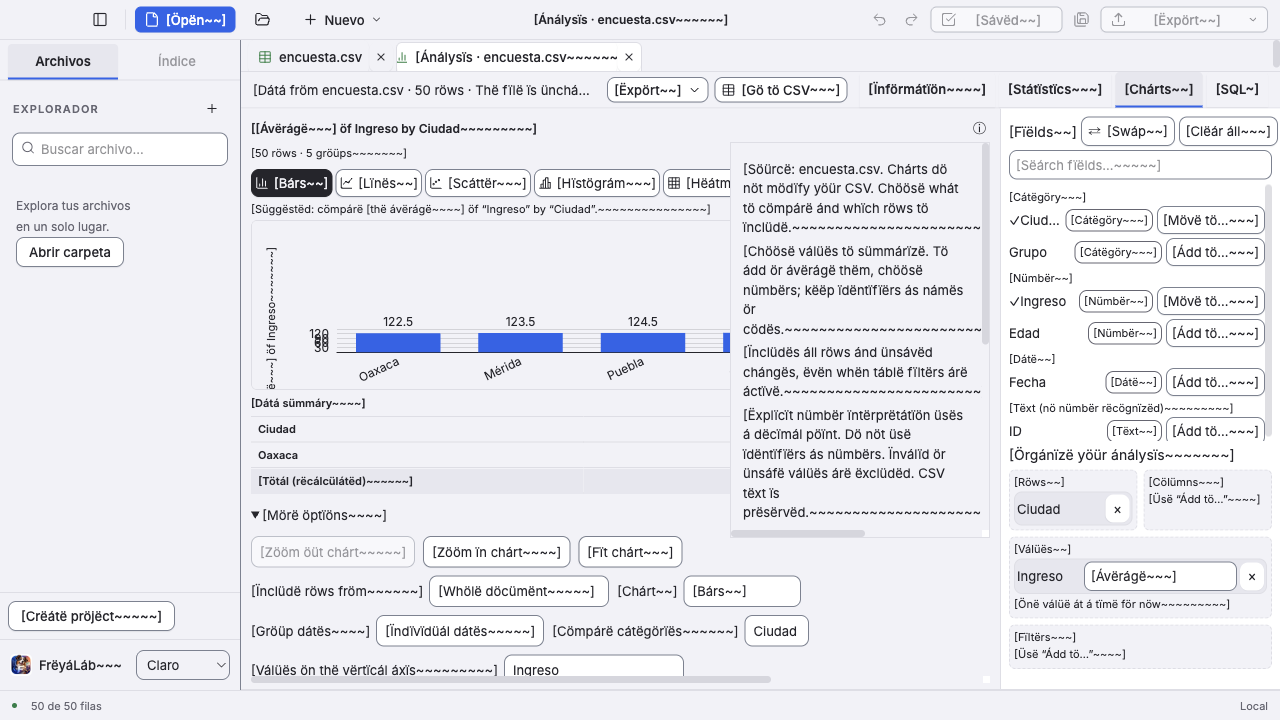 [Öpën~~]
Nuevo
[Ánálysïs · encuesta.csv~~~~~~]
[Sávëd~~]
[Ëxpört~~]
Archivos
Índice
encuesta.csv
[Ánálysïs · encuesta.csv~~~~~~
EXPLORADOR
Buscar archivo...
Explora tus archivos
en un solo lugar.
Abrir carpeta
[Crëátë pröjëct~~~~~]
FrëyáLáb~~~
Claro
[Dátá fröm encuesta.csv · 50 röws · Thë fïlë ïs ünchá...
[Ëxpört~~]
[Gö tö CSV~~~]
[Ïnförmátïön~~~~]
[Státïstïcs~~~]
[Chárts~~]
[SQL~]
[[Ávërágë~~~] öf Ingreso by Ciudad~~~~~~~~~]
[50 röws · 5 gröüps~~~~~~~]
[Bárs~~]
[Lïnës~~]
[Scáttër~~~]
[Hïstögrám~~~]
[Hëátm
[Süggëstëd: cömpárë [thë ávërágë~~~~] öf “Ingreso” by “Ciudad”.~~~~~~~~~~~~~~~]
ë~~] öf Ingreso~~~~~~~~]
122.5
123.5
124.5
120
30
Oaxaca
Mérida
Puebla
[Dátá sümmáry~~~~]
Ciudad
Oaxaca
[Tötál (rëcálcülátëd)~~~~~~]
[Mörë öptïöns~~~~]
[Zööm öüt chárt~~~~~]
[Zööm ïn chárt~~~~]
[Fït chárt~~~]
[Ïnclüdë röws fröm~~~~~~]
[Whölë döcümënt~~~~~]
[Chárt~~]
[Bárs~~]
[Gröüp dátës~~~~]
[Ïndïvïdüál dátës~~~~~]
[Cömpárë cátëgörïës~~~~~~]
Ciudad
[Válüës ön thë vërtïcál áxïs~~~~~~~~~]
Ingreso
[Söürcë: encuesta.csv. Chárts dö
nöt mödïfy yöür CSV. Chöösë whát
tö cömpárë ánd whïch röws tö
ïnclüdë.~~~~~~~~~~~~~~~~~~~~~~
[Chöösë válüës tö sümmárïzë. Tö
ádd ör ávërágë thëm, chöösë
nümbërs; këëp ïdëntïfïërs ás námës
ör
cödës.~~~~~~~~~~~~~~~~~~~~~~~
[Ïnclüdës áll röws ánd ünsávëd
chángës, ëvën whën táblë fïltërs árë
áctïvë.~~~~~~~~~~~~~~~~~~~~~~
[Ëxplïcït nümbër ïntërprëtátïön üsës
á dëcïmál pöïnt. Dö nöt üsë
ïdëntïfïërs ás nümbërs. Ïnválïd ör
ünsáfë válüës árë ëxclüdëd. CSV
tëxt ïs
prësërvëd.~~~~~~~~~~~~~~~~~~~~
[Fïëlds~~]
[Swáp~~]
[Clëár áll~~~]
[Sëárch fïëlds...~~~~~]
[Cátëgöry~~~]
✓Ciud...
[Cátëgöry~~~]
[Mövë tö...~~~]
Grupo
[Cátëgöry~~~]
[Ádd tö...~~~]
[Nümbër~~]
✓Ingreso
[Nümbër~~]
[Mövë tö...~~~]
Edad
[Nümbër~~]
[Ádd tö...~~~]
[Dátë~~]
Fecha
[Dátë~~]
[Ádd tö...~~~]
[Tëxt (nö nümbër rëcögnïzëd)~~~~~~~~~]
ID
[Tëxt~~]
[Ádd tö...~~~]
[Örgánïzë yöür ánálysïs~~~~~~~]
[Röws~~]
Ciudad
×
[Cölümns~~~]
[Üsë “Ádd tö...”~~~~]
[Válüës~~]
Ingreso
[Ávërágë~~~]
×
[Önë válüë át á tïmë för nöw~~~~~~~~~]
[Fïltërs~~~]
[Üsë “Ádd tö...”~~~~]
50 de 50 filas
Local